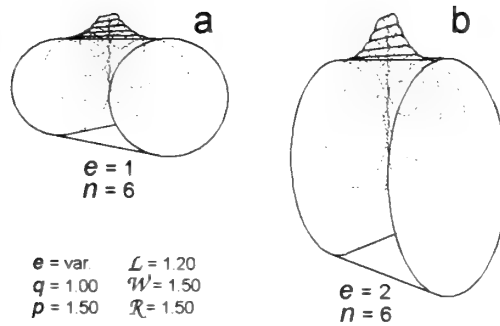 a
b
e = 1
n = 6
e = 2
n = 6
e = var. ℒ = 1.20
q = 1.00 𝒲 = 1.50
p = 1.50 ℛ = 1.50